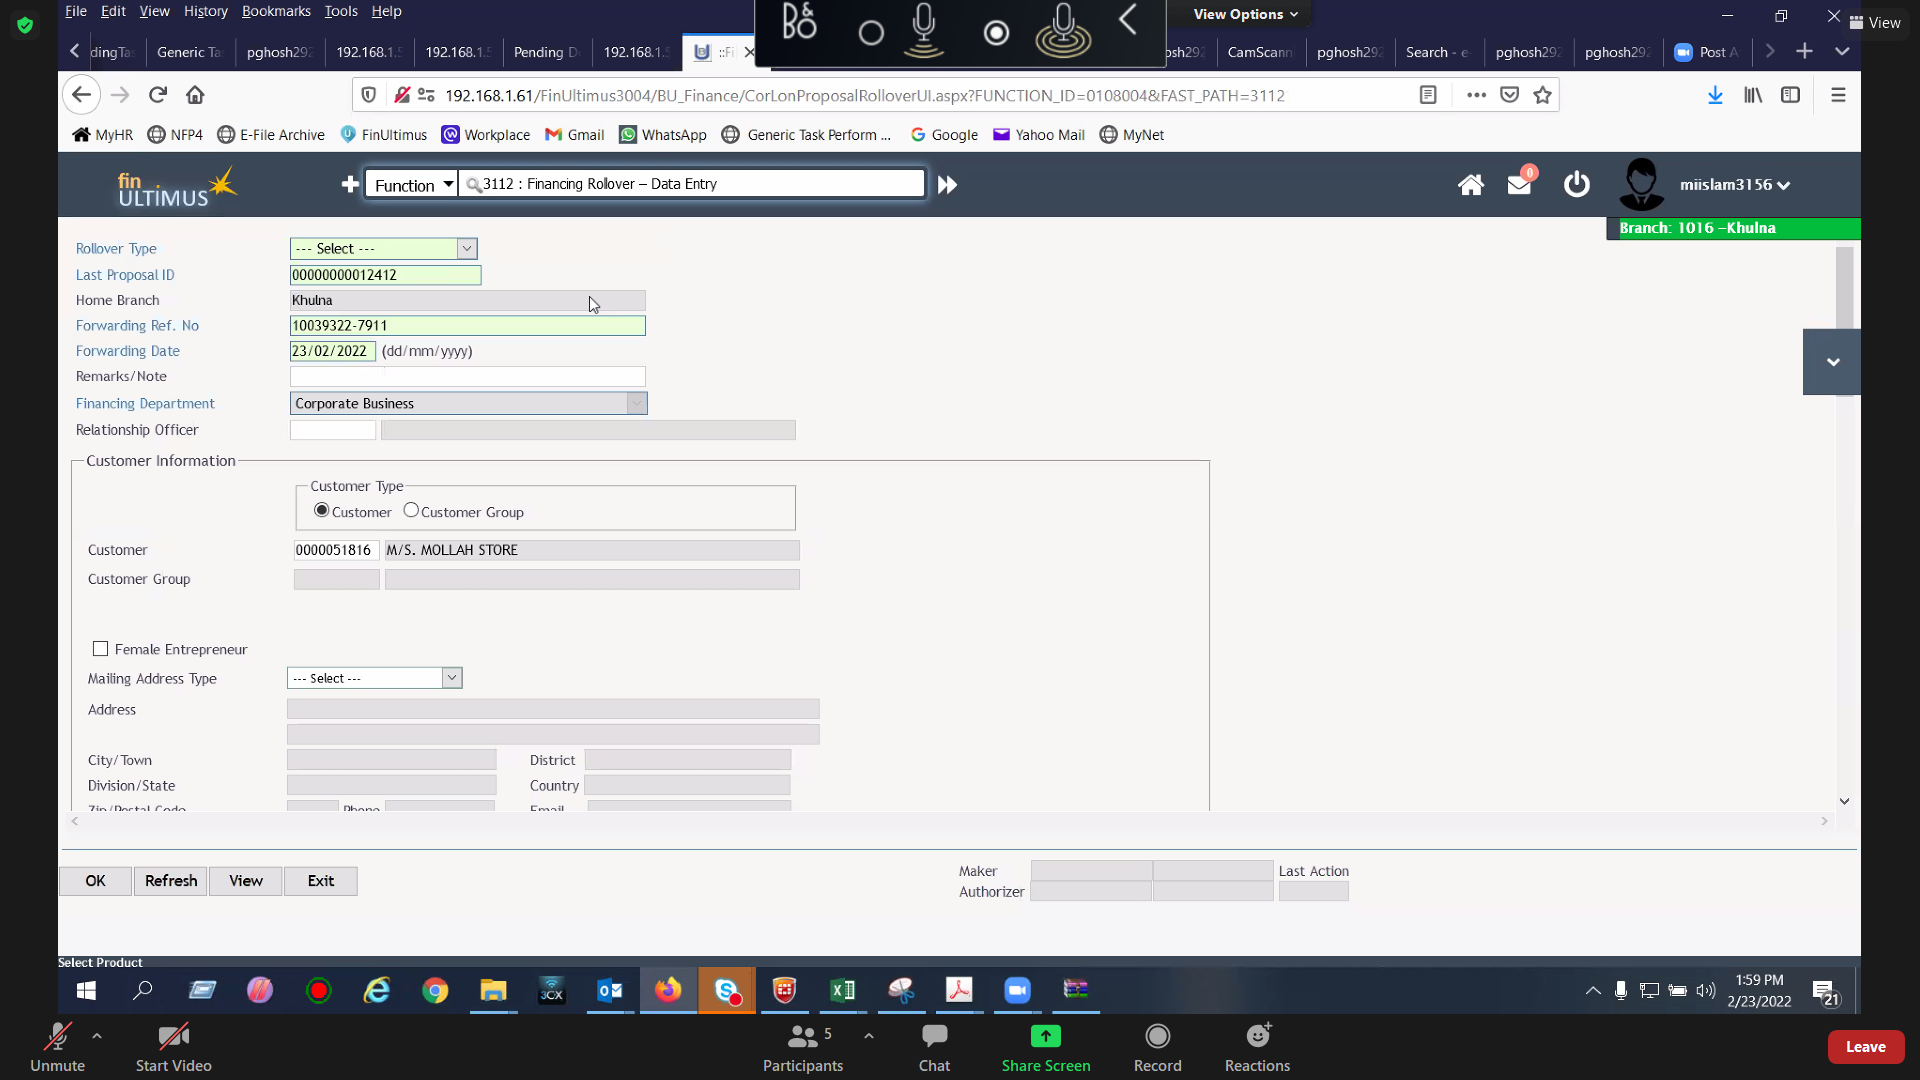 File Edit View History Bookmarks Tools Help
B&O
View Options
View
Generic Ta
192.168.1.5
192.168.1.5
Pending D
192.168.1.
CamScann
Search - e
Post A
192.168.1.61/FinUltimus3004/BU_Finance/CorLonProposalRolloverUI.aspx?FUNCTION_ID=0108004&FAST_PATH=3112
MyHR NFP4 E-File Archive FinUltimus Workplace Gmail WhatsApp Generic Task Perform ... Google Yahoo Mail MyNet
fin
ULTIMUS
Function 3112 : Financing Rollover – Data Entry
0
miislam3156
Branch: 1016 –Khulna
Rollover Type --- Select ---
Last Proposal ID 00000000012412
Home Branch Khulna
Forwarding Ref. No 10039322-7911
Forwarding Date 23/02/2022 (dd/mm/yyyy)
Remarks/Note
Financing Department Corporate Business
Relationship Officer
Customer Information
Customer Type
Customer Customer Group
Customer 0000051816 M/S. MOLLAH STORE
Customer Group
Female Entrepreneur
Mailing Address Type --- Select ---
Address
City/Town District
Division/State Country
Zip/Postal Code Phone Email
OK Refresh View Exit
Maker Last Action
Authorizer
Select Product
3CX
1:59 PM
2/23/2022
21
Unmute Start Video Participants 5 Chat Share Screen Record Reactions Leave